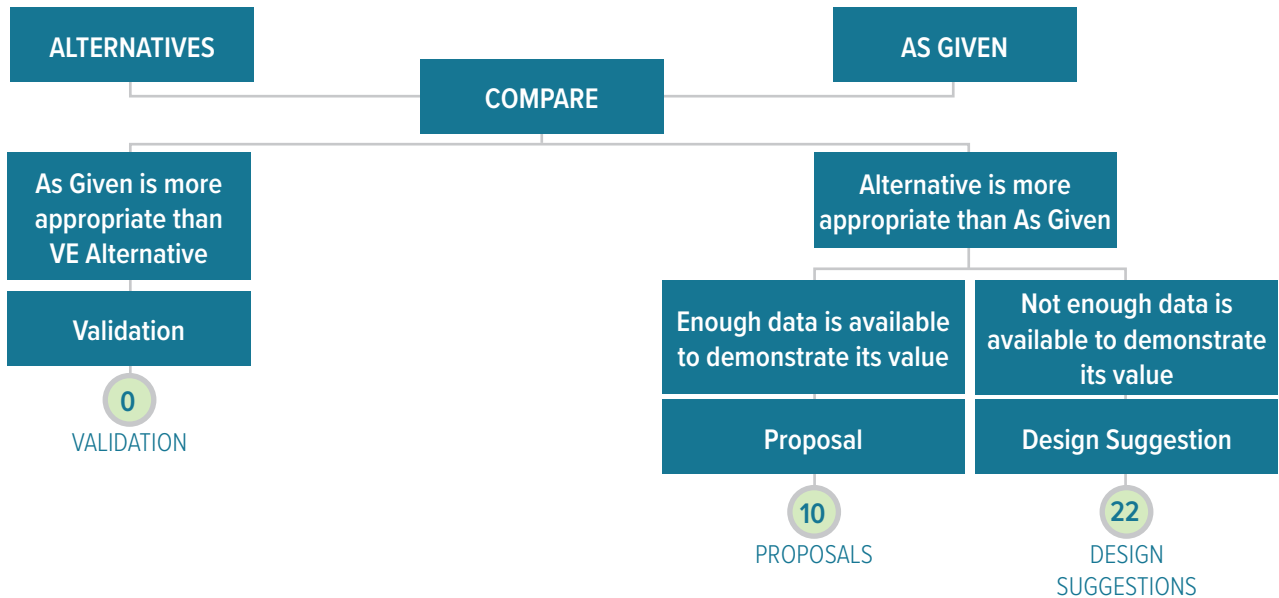 ALTERNATIVES
AS GIVEN
COMPARE
As Given is more
appropriate than
VE Alternative
Alternative is more
appropriate than As Given
Validation
Enough data is available
to demonstrate its value
Not enough data is
available to demonstrate
its value
0
VALIDATION
Proposal
Design Suggestion
10
PROPOSALS
22
DESIGN
SUGGESTIONS